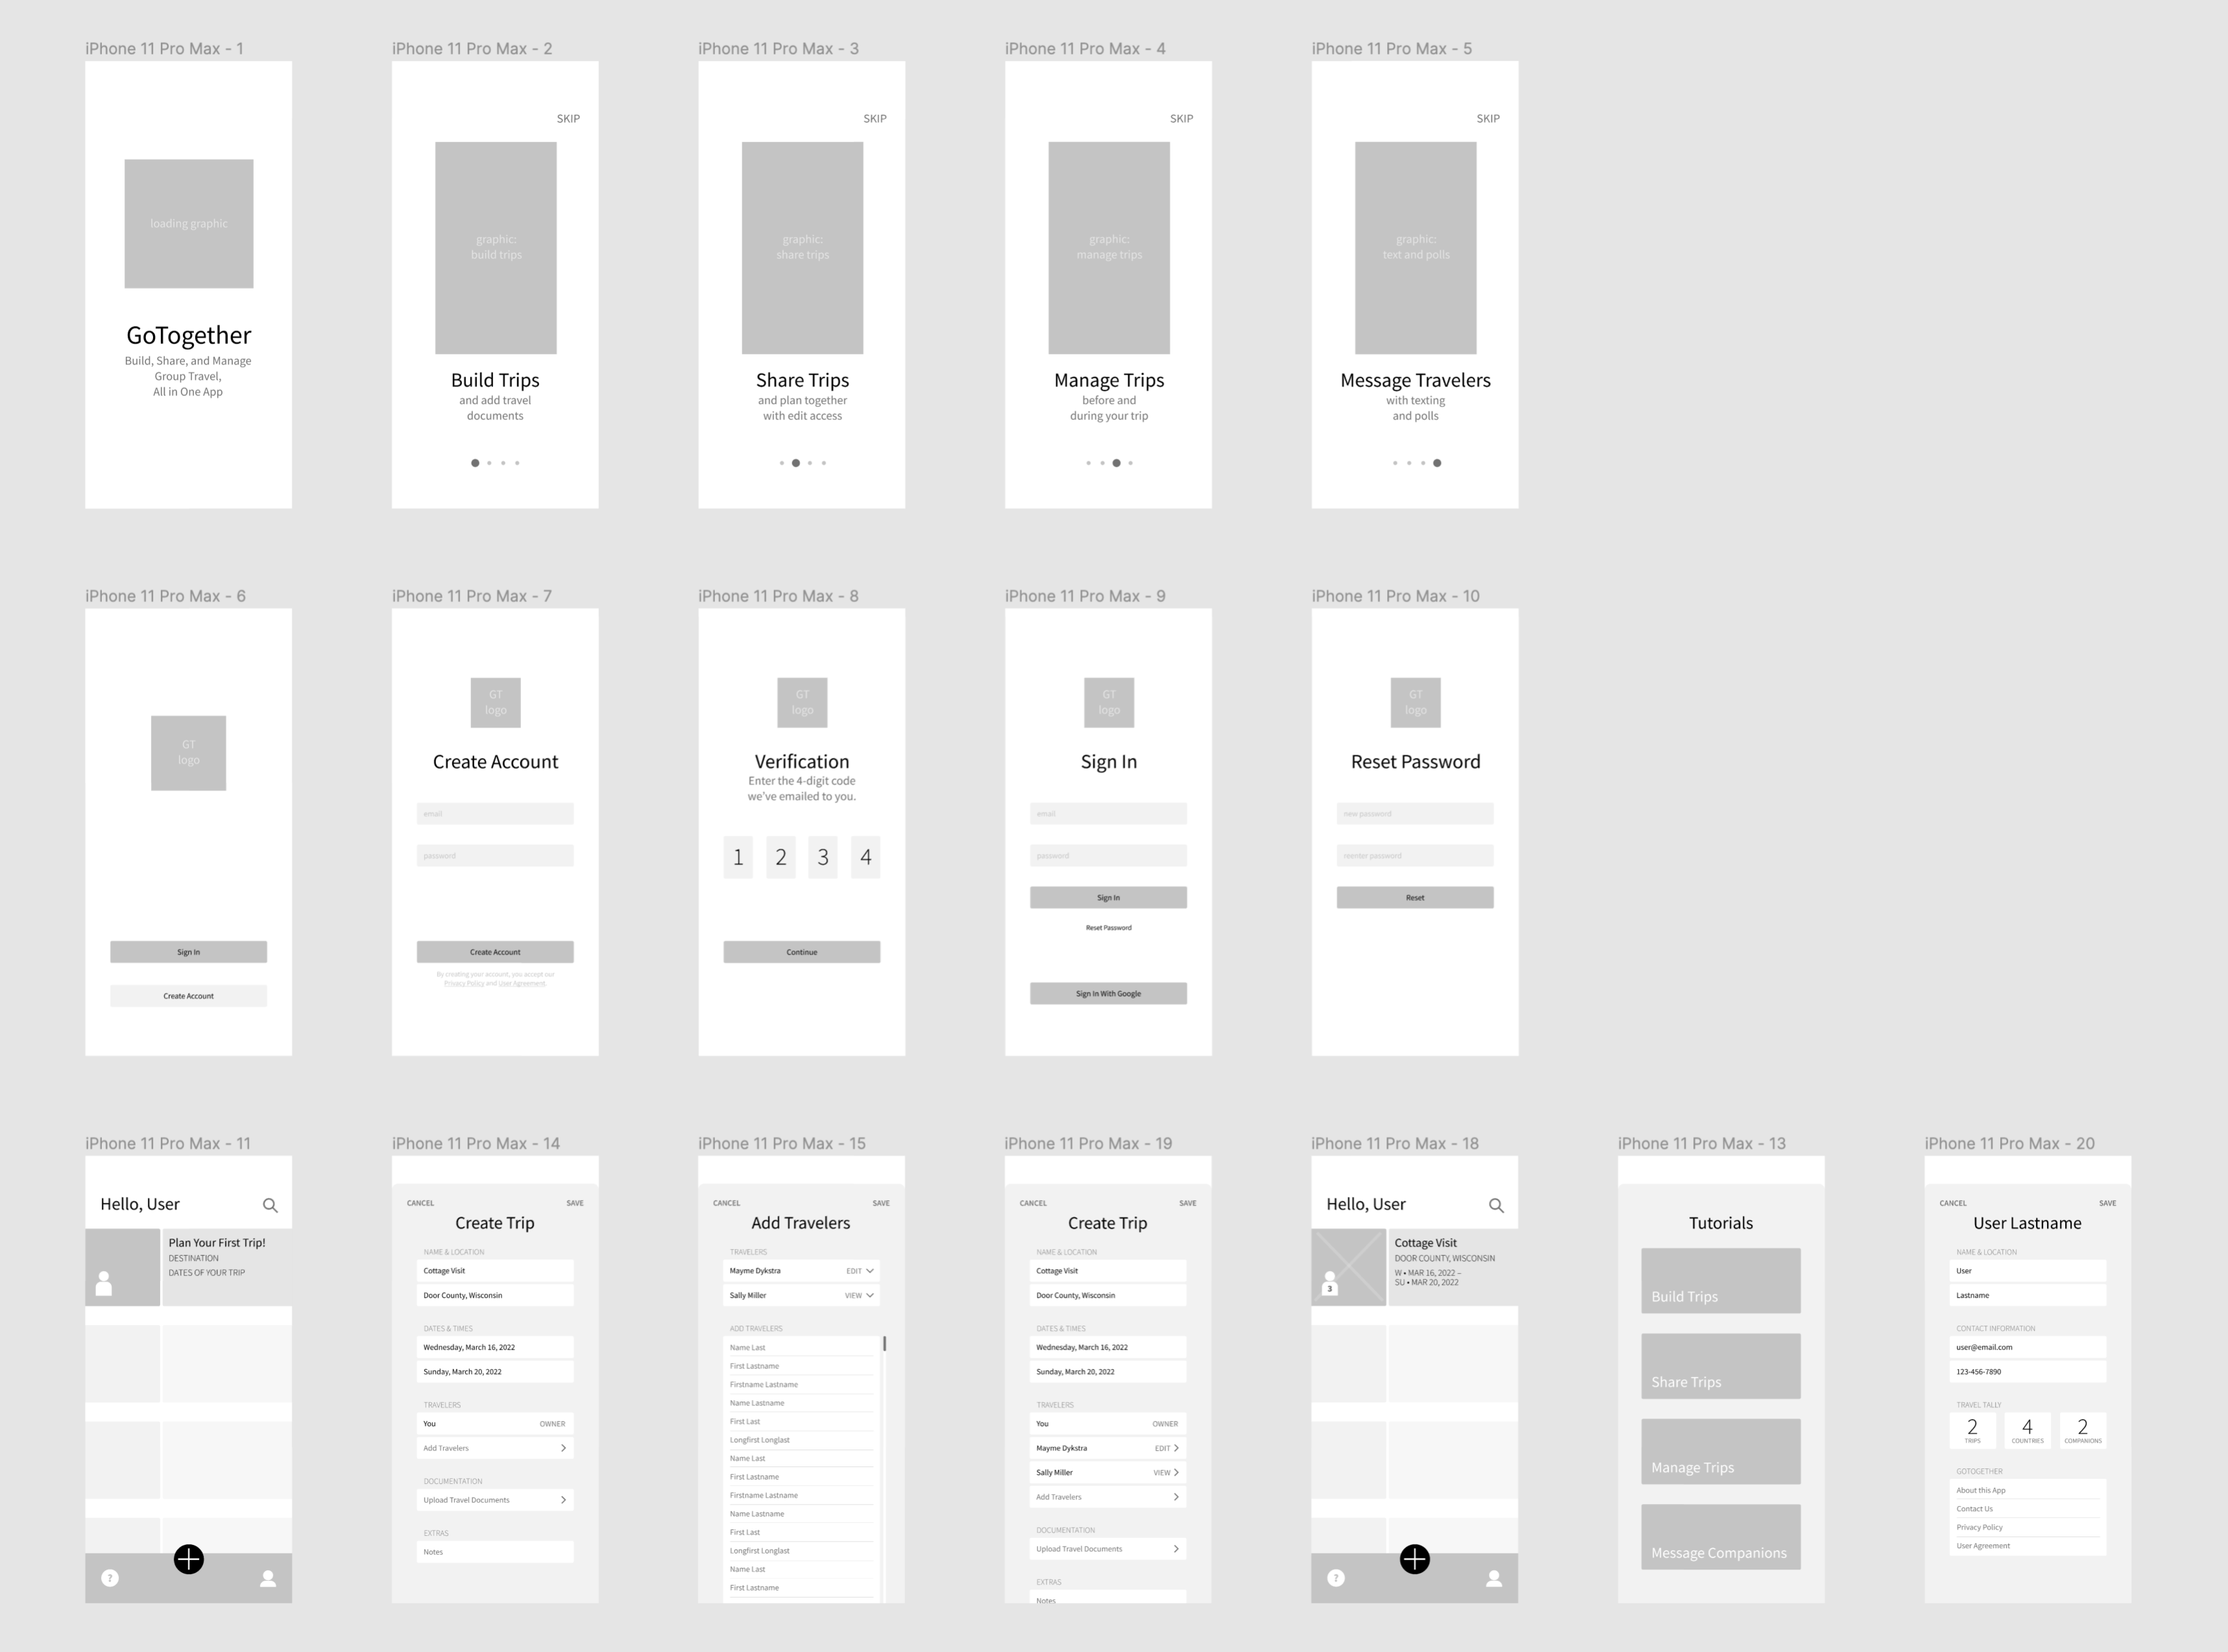 iPhone 11 Pro Max - 1
loading graphic
GoTogether
Build, Share, and Manage
Group Travel,
All in One App
iPhone 11 Pro Max - 2
SKIP
graphic:
build trips
Build Trips
and add travel
documents
iPhone 11 Pro Max - 3
SKIP
graphic:
share trips
Share Trips
and plan together
with edit access
iPhone 11 Pro Max - 4
SKIP
graphic:
manage trips
Manage Trips
before and
during your trip
iPhone 11 Pro Max - 5
SKIP
graphic:
text and polls
Message Travelers
with texting
and polls
iPhone 11 Pro Max - 6
GT
logo
Sign In
Create Account
iPhone 11 Pro Max - 7
GT
logo
Create Account
email
password
Create Account
By creating your account, you accept our
Privacy Policy and User Agreement
iPhone 11 Pro Max - 8
GT
logo
Verification
Enter the 4-digit code
we've emailed to you.
1 2 3 4
Continue
iPhone 11 Pro Max - 9
GT
logo
Sign In
email
password
Sign In
Reset Password
Sign In With Google
iPhone 11 Pro Max - 10
GT
logo
Reset Password
new password
reenter password
Reset
iPhone 11 Pro Max - 11
Hello, User
Plan Your First Trip!
DESTINATION
DATES OF YOUR TRIP
?
iPhone 11 Pro Max - 14
CANCEL SAVE
Create Trip
NAME & LOCATION
Cottage Visit
Door County, Wisconsin
DATES & TIMES
Wednesday, March 16, 2022
Sunday, March 20, 2022
TRAVELERS
You OWNER
Add Travelers
DOCUMENTATION
Upload Travel Documents
EXTRAS
Notes
iPhone 11 Pro Max - 15
CANCEL SAVE
Add Travelers
TRAVELERS
Mayme Dykstra EDIT
Sally Miller VIEW
ADD TRAVELERS
Name Last
First Lastname
Firstname Lastname
Name Lastname
First Last
Longfirst Longlast
Name Last
First Lastname
Firstname Lastname
Name Lastname
First Last
Longfirst Longlast
Name Last
First Lastname
iPhone 11 Pro Max - 19
CANCEL SAVE
Create Trip
NAME & LOCATION
Cottage Visit
Door County, Wisconsin
DATES & TIMES
Wednesday, March 16, 2022
Sunday, March 20, 2022
TRAVELERS
You OWNER
Mayme Dykstra EDIT
Sally Miller VIEW
Add Travelers
DOCUMENTATION
Upload Travel Documents
EXTRAS
Notes
iPhone 11 Pro Max - 18
Hello, User
3
Cottage Visit
DOOR COUNTY, WISCONSIN
W • MAR 16, 2022 –
SU • MAR 20, 2022
?
iPhone 11 Pro Max - 13
Tutorials
Build Trips
Share Trips
Manage Trips
Message Companions
iPhone 11 Pro Max - 20
CANCEL SAVE
User Lastname
NAME & LOCATION
User
Lastname
CONTACT INFORMATION
user@email.com
123-456-7890
TRAVEL TALLY
2 4 2
TRIPS COUNTRIES COMPANIONS
GOTOGETHER
About this App
Contact Us
Privacy Policy
User Agreement